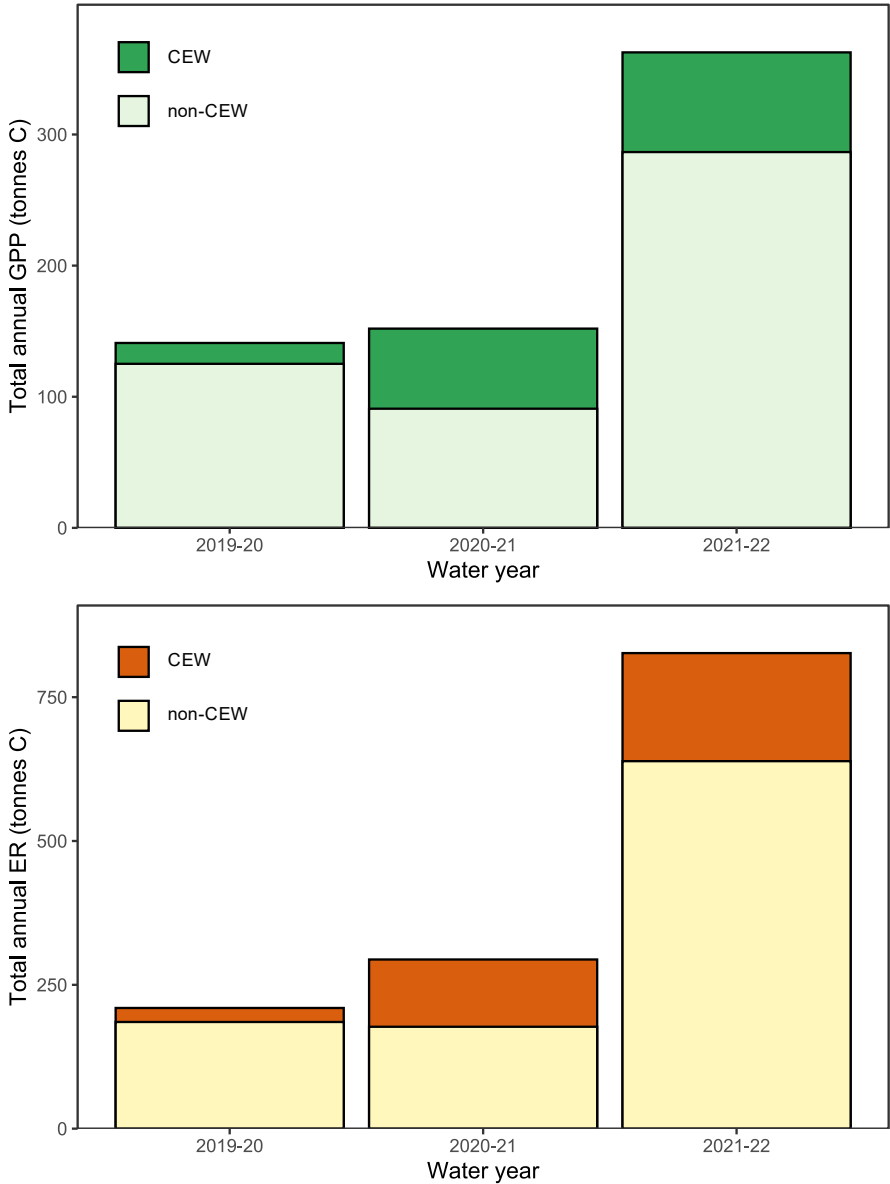 CEW
non-CEW
Total annual GPP (tonnes C)
300
200
100
0
2019-20 2020-21 2021-22
Water year
CEW
non-CEW
Total annual ER (tonnes C)
750
500
250
0
2019-20 2020-21 2021-22
Water year